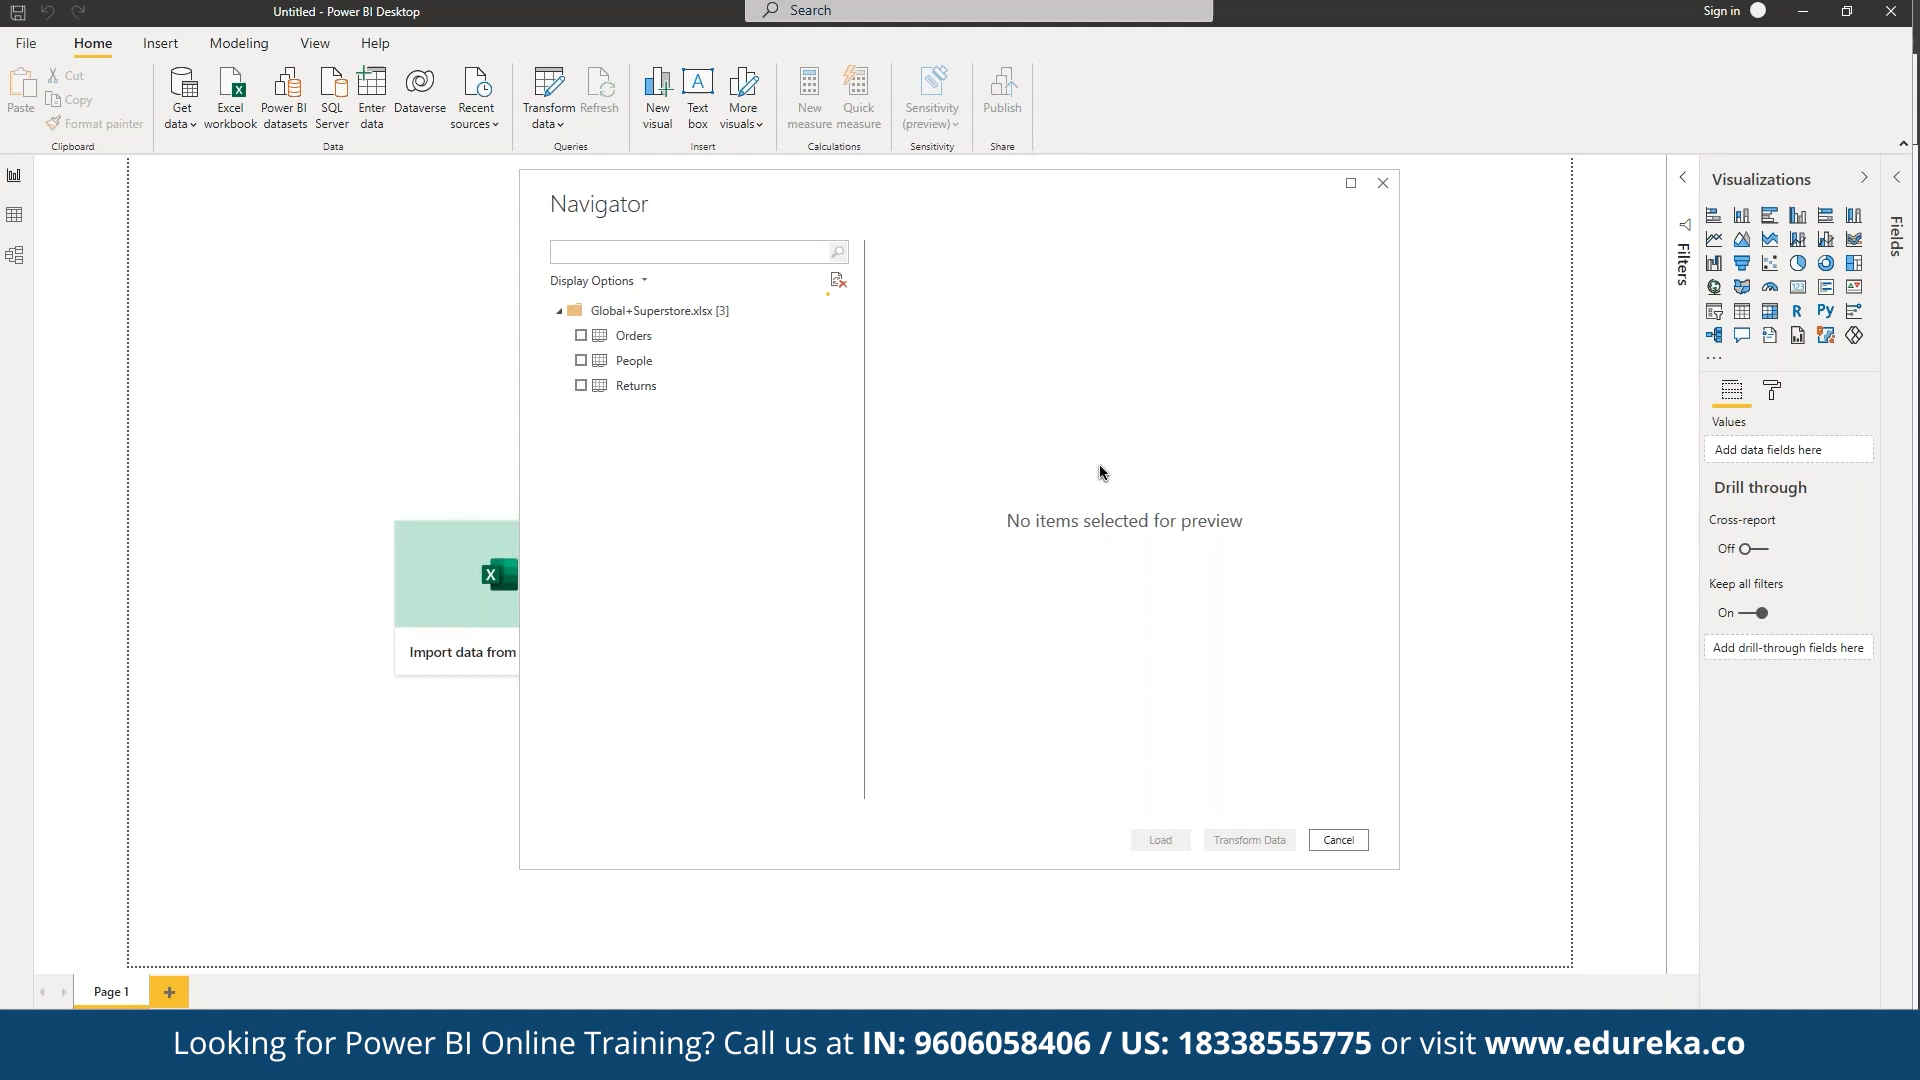 Untitled - Power BI Desktop
Search
Sign in
File
Home
Insert
Modeling
View
Help
Paste
Cut
Copy
Format painter
Clipboard
Get data
Excel workbook
Power BI datasets
SQL Server
Enter data
Dataverse
Recent sources
Data
Transform data
Refresh
Queries
New visual
Text box
More visuals
Insert
New measure
Quick measure
Calculations
Sensitivity (preview)
Sensitivity
Publish
Share
Navigator
Display Options
Global+Superstore.xlsx [3]
Orders
People
Returns
No items selected for preview
Load
Transform Data
Cancel
Import data from
Filters
Visualizations
Fields
123
R
Py
Values
Add data fields here
Drill through
Cross-report
Off
Keep all filters
On
Add drill-through fields here
Page 1
Looking for Power BI Online Training? Call us at IN: 9606058406 / US: 18338555775 or visit www.edureka.co